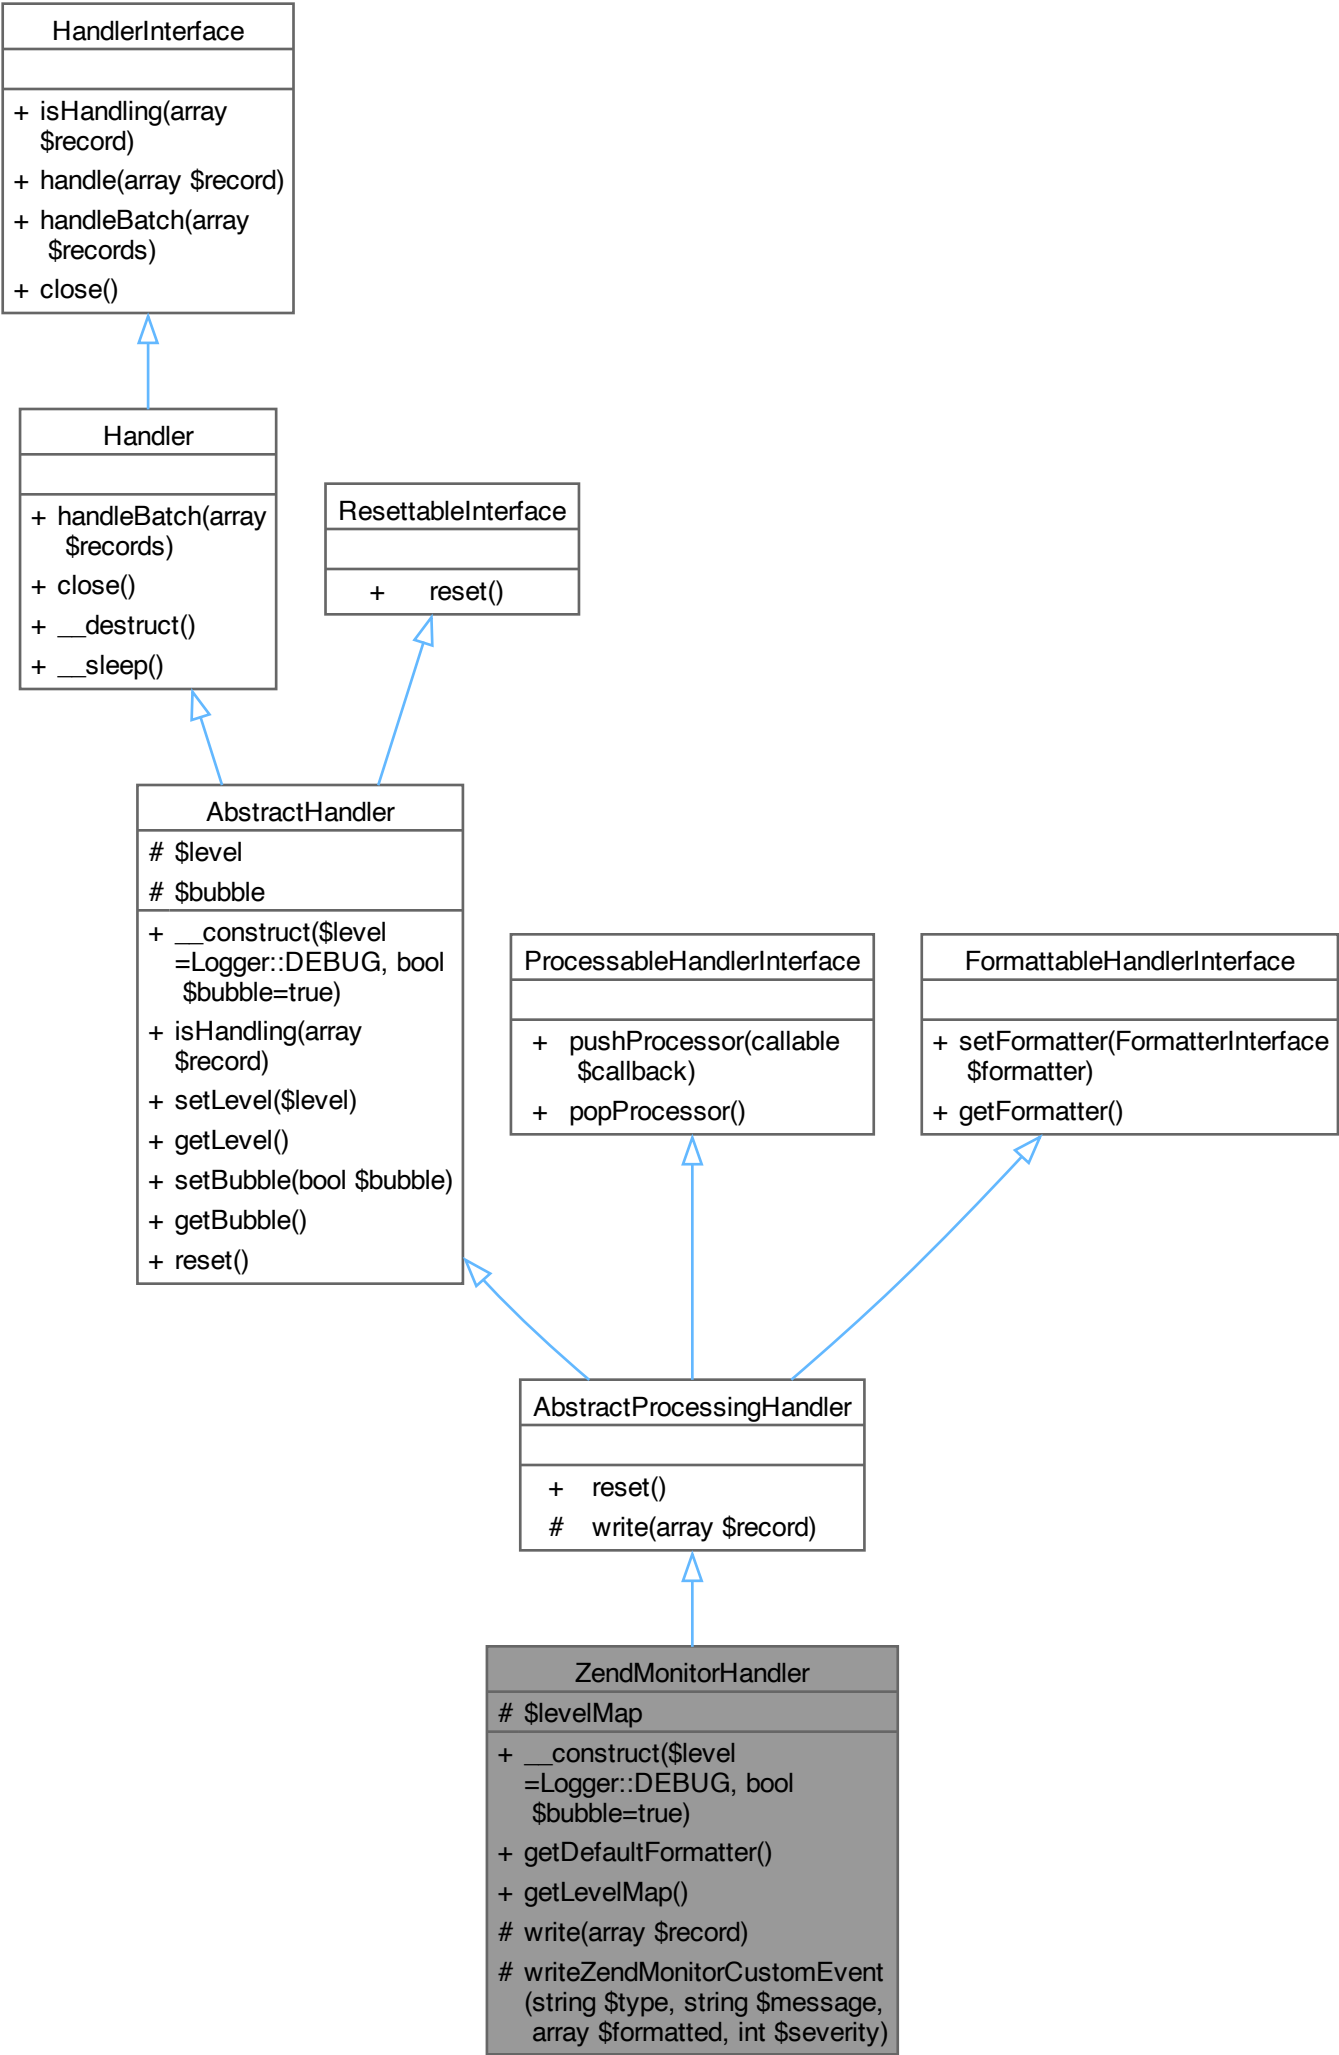 HandlerInterface
+ isHandling(array
$record)
+ handle(array $record)
+ handleBatch(array
$records)
+ close()
Handler
+ handleBatch(array
$records)
+ close()
+ __destruct()
+ __sleep()
ResettableInterface
+ reset()
AbstractHandler
# $level
# $bubble
+ __construct($level
=Logger::DEBUG, bool
$bubble=true)
+ isHandling(array
$record)
+ setLevel($level)
+ getLevel()
+ setBubble(bool $bubble)
+ getBubble()
+ reset()
ProcessableHandlerInterface
+ pushProcessor(callable
$callback)
+ popProcessor()
FormattableHandlerInterface
+ setFormatter(FormatterInterface
$formatter)
+ getFormatter()
AbstractProcessingHandler
+ reset()
# write(array $record)
ZendMonitorHandler
# $levelMap
+ __construct($level
=Logger::DEBUG, bool
$bubble=true)
+ getDefaultFormatter()
+ getLevelMap()
# write(array $record)
# writeZendMonitorCustomEvent
(string $type, string $message,
array $formatted, int $severity)